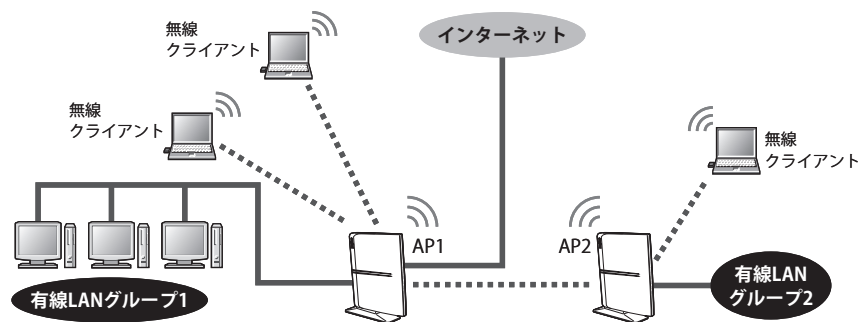 無線
クライアント
インターネット
無線
クライアント
無線
クライアント
AP1
AP2
有線LANグループ1
有線LAN
グループ2